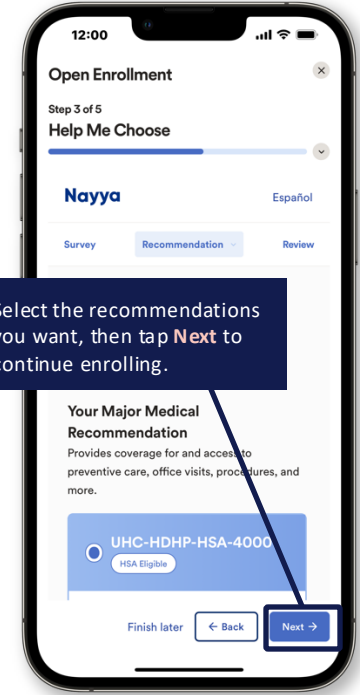 12:00
Open Enrollment
Step 3 of 5
Help Me Choose
Nayya
Español
Survey
Recommendation
Review
Select the recommendations
you want, then tap Next to
continue enrolling.
Your Major Medical
Recommendation
Provides coverage for and access to
preventive care, office visits, procedures, and
more.
UHC-HDHP-HSA-4000
HSA Eligible
Finish later
← Back
Next →